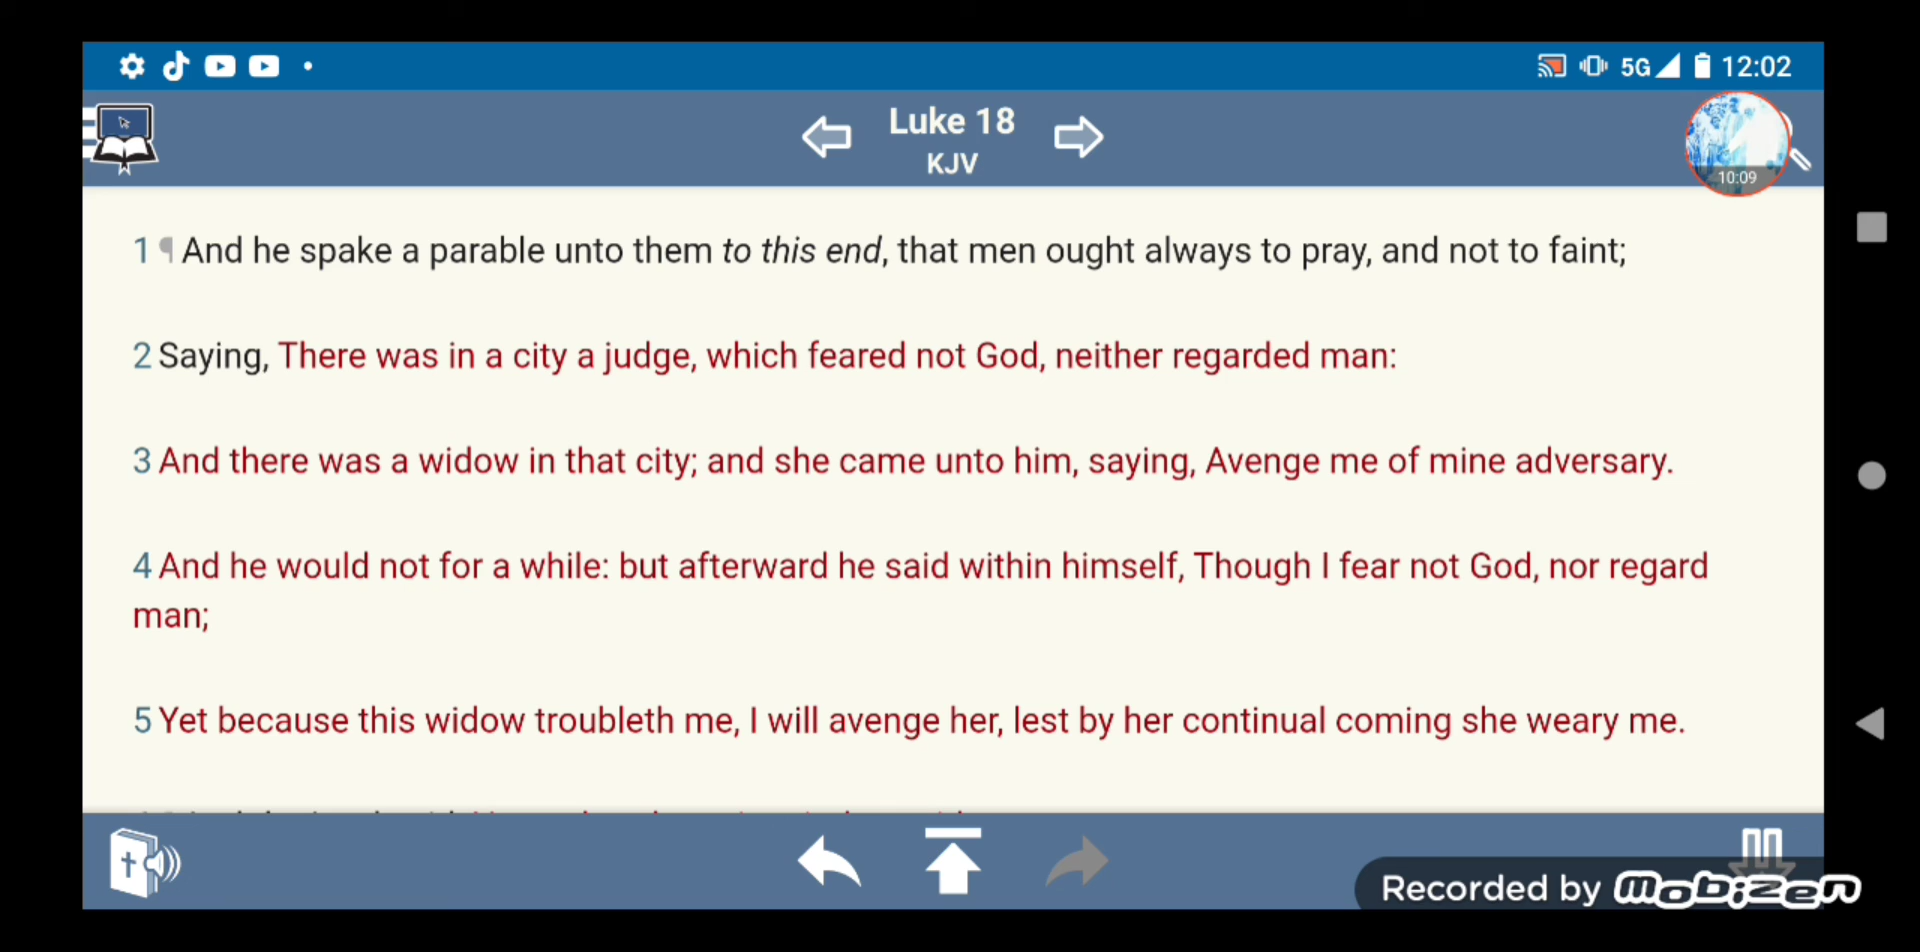 5G 12:02
Luke 18
KJV
10:09
1 ¶ And he spake a parable unto them to this end, that men ought always to pray, and not to faint;
2 Saying, There was in a city a judge, which feared not God, neither regarded man:
3 And there was a widow in that city; and she came unto him, saying, Avenge me of mine adversary.
4 And he would not for a while: but afterward he said within himself, Though I fear not God, nor regard
man;
5 Yet because this widow troubleth me, I will avenge her, lest by her continual coming she weary me.
Recorded by mobizen